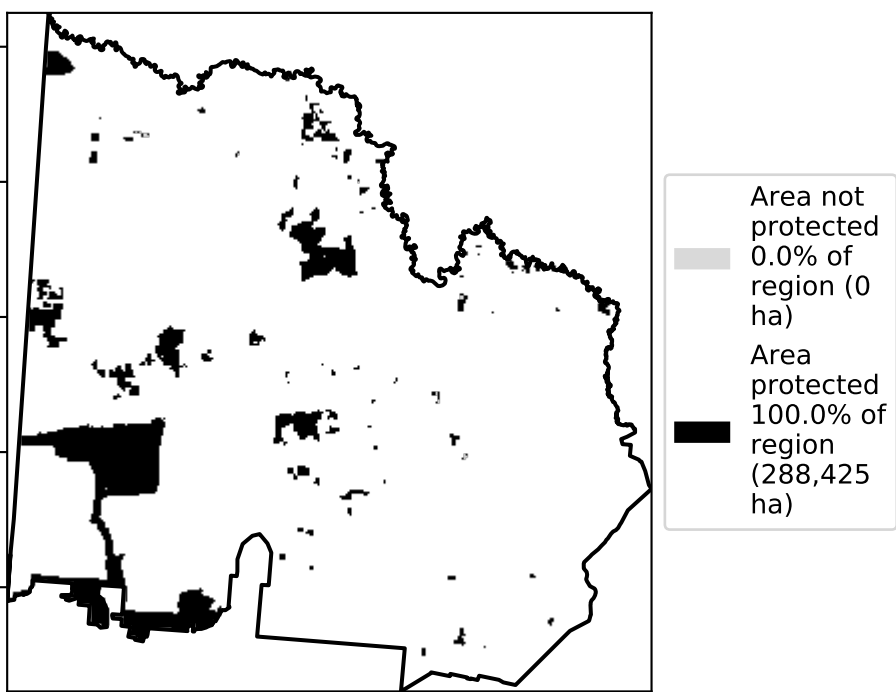 Area not
protected
0.0% of
region (0
ha)
Area
protected
100.0% of
region
(288,425
ha)